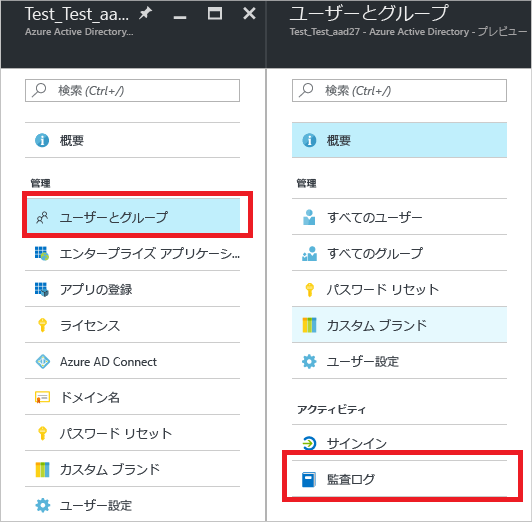 Test_Test_aa...
Azure Active Directory...
検索 (Ctrl+/)
概要
管理
ユーザーとグループ
エンタープライズ アプリケーシ...
アプリの登録
ライセンス
Azure AD Connect
ドメイン名
パスワード リセット
カスタム ブランド
ユーザー設定
ユーザーとグループ
Test_Test_aad27 - Azure Active Directory - プレビュー
検索 (Ctrl+/)
概要
管理
すべてのユーザー
すべてのグループ
パスワード リセット
カスタム ブランド
ユーザー設定
アクティビティ
サインイン
監査ログ